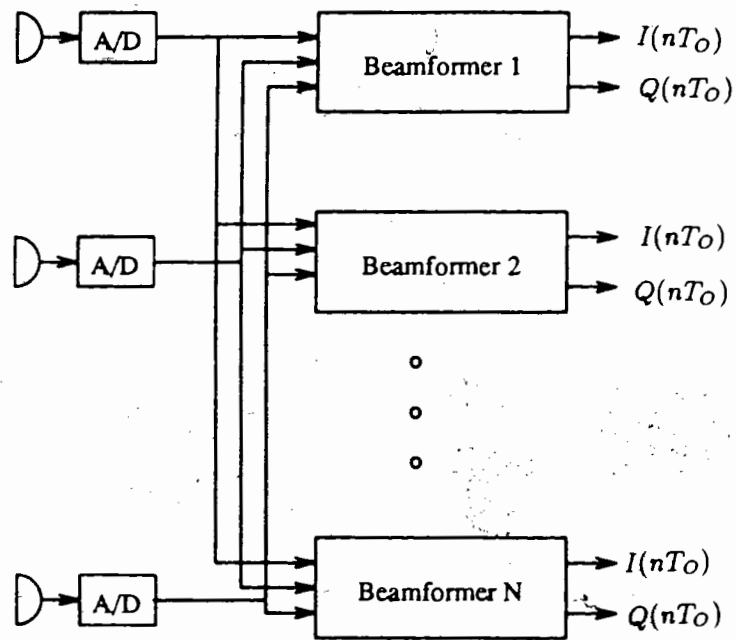 A/D
Beamformer 1
I(nT_O)
Q(nT_O)
A/D
Beamformer 2
I(nT_O)
Q(nT_O)
A/D
Beamformer N
I(nT_O)
Q(nT_O)